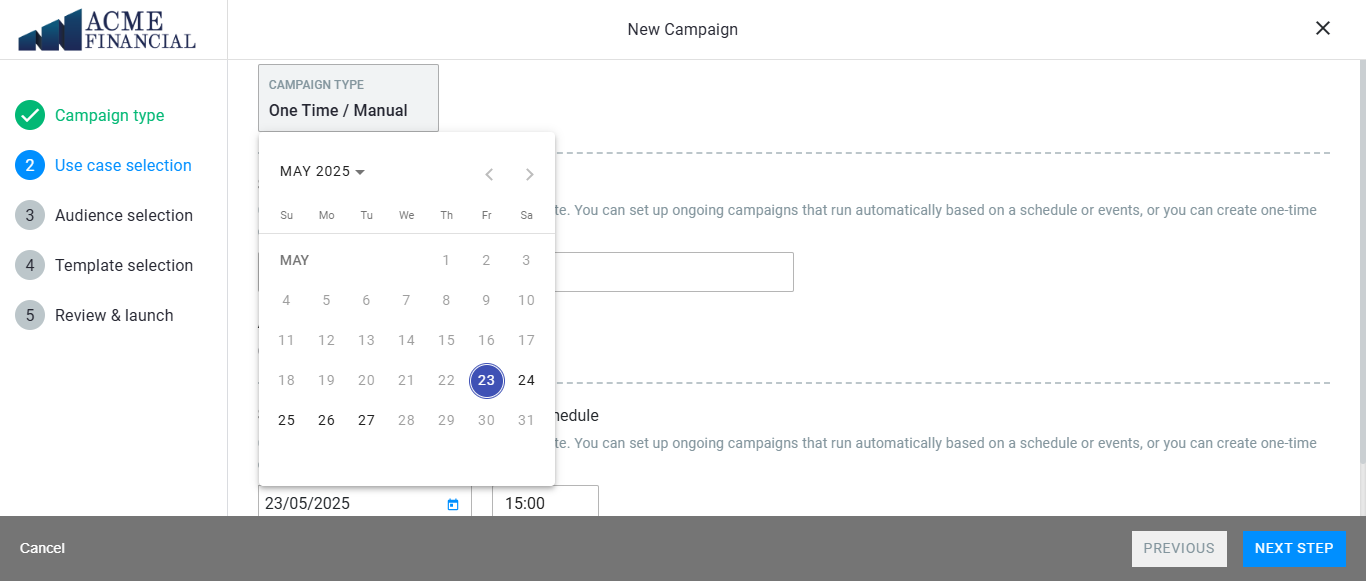 ACME
FINANCIAL
New Campaign
Campaign type
2 Use case selection
3 Audience selection
4 Template selection
5 Review & launch
CAMPAIGN TYPE
One Time / Manual
MAY 2025
Su Mo Tu We Th Fr Sa
MAY 1 2 3
4 5 6 7 8 9 10
11 12 13 14 15 16 17
18 19 20 21 22 23 24
25 26 27 28 29 30 31
You can set up ongoing campaigns that run automatically based on a schedule or events, or you can create one-time
You can set up ongoing campaigns that run automatically based on a schedule or events, or you can create one-time
23/05/2025
15:00
Cancel
PREVIOUS
NEXT STEP